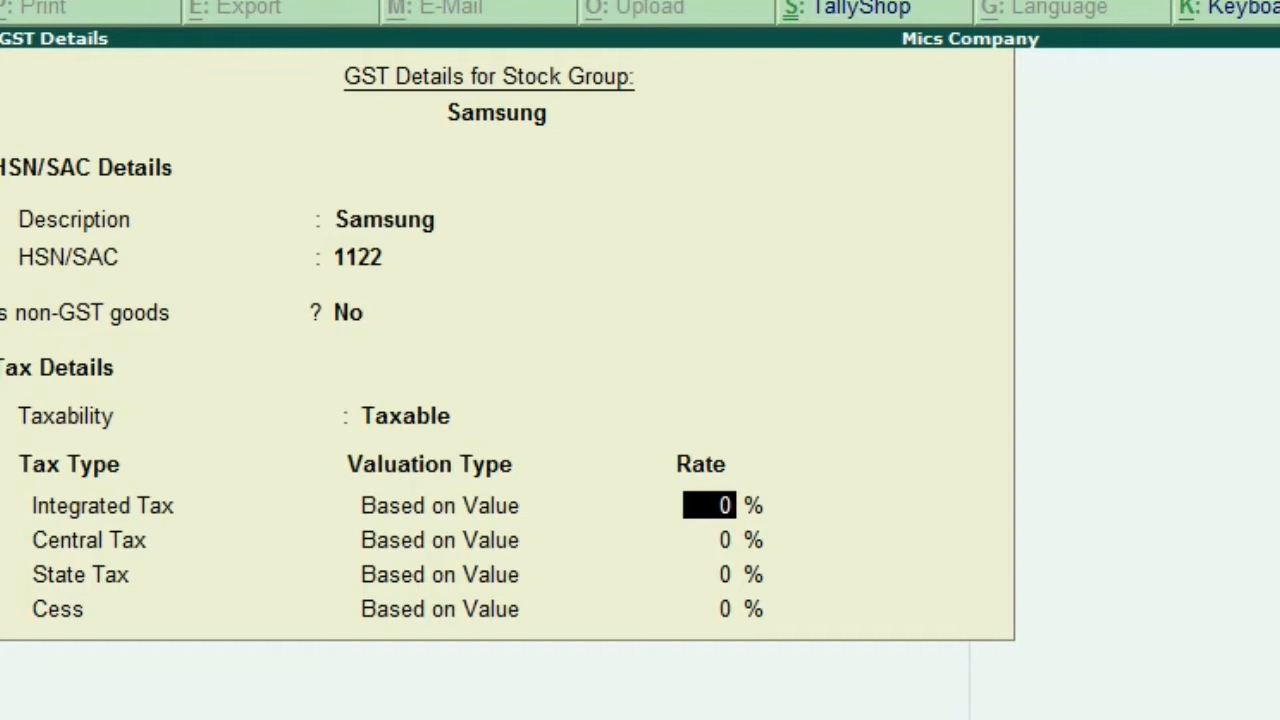 P: Print E: Export M: E-Mail O: Upload S: TallyShop G: Language K:
GST Details Mics Company
GST Details for Stock Group:
Samsung
HSN/SAC Details
Description : Samsung
HSN/SAC : 1122
non-GST goods ? No
Tax Details
Taxability : Taxable
Tax Type Valuation Type Rate
Integrated Tax Based on Value 0 %
Central Tax Based on Value 0 %
State Tax Based on Value 0 %
Cess Based on Value 0 %